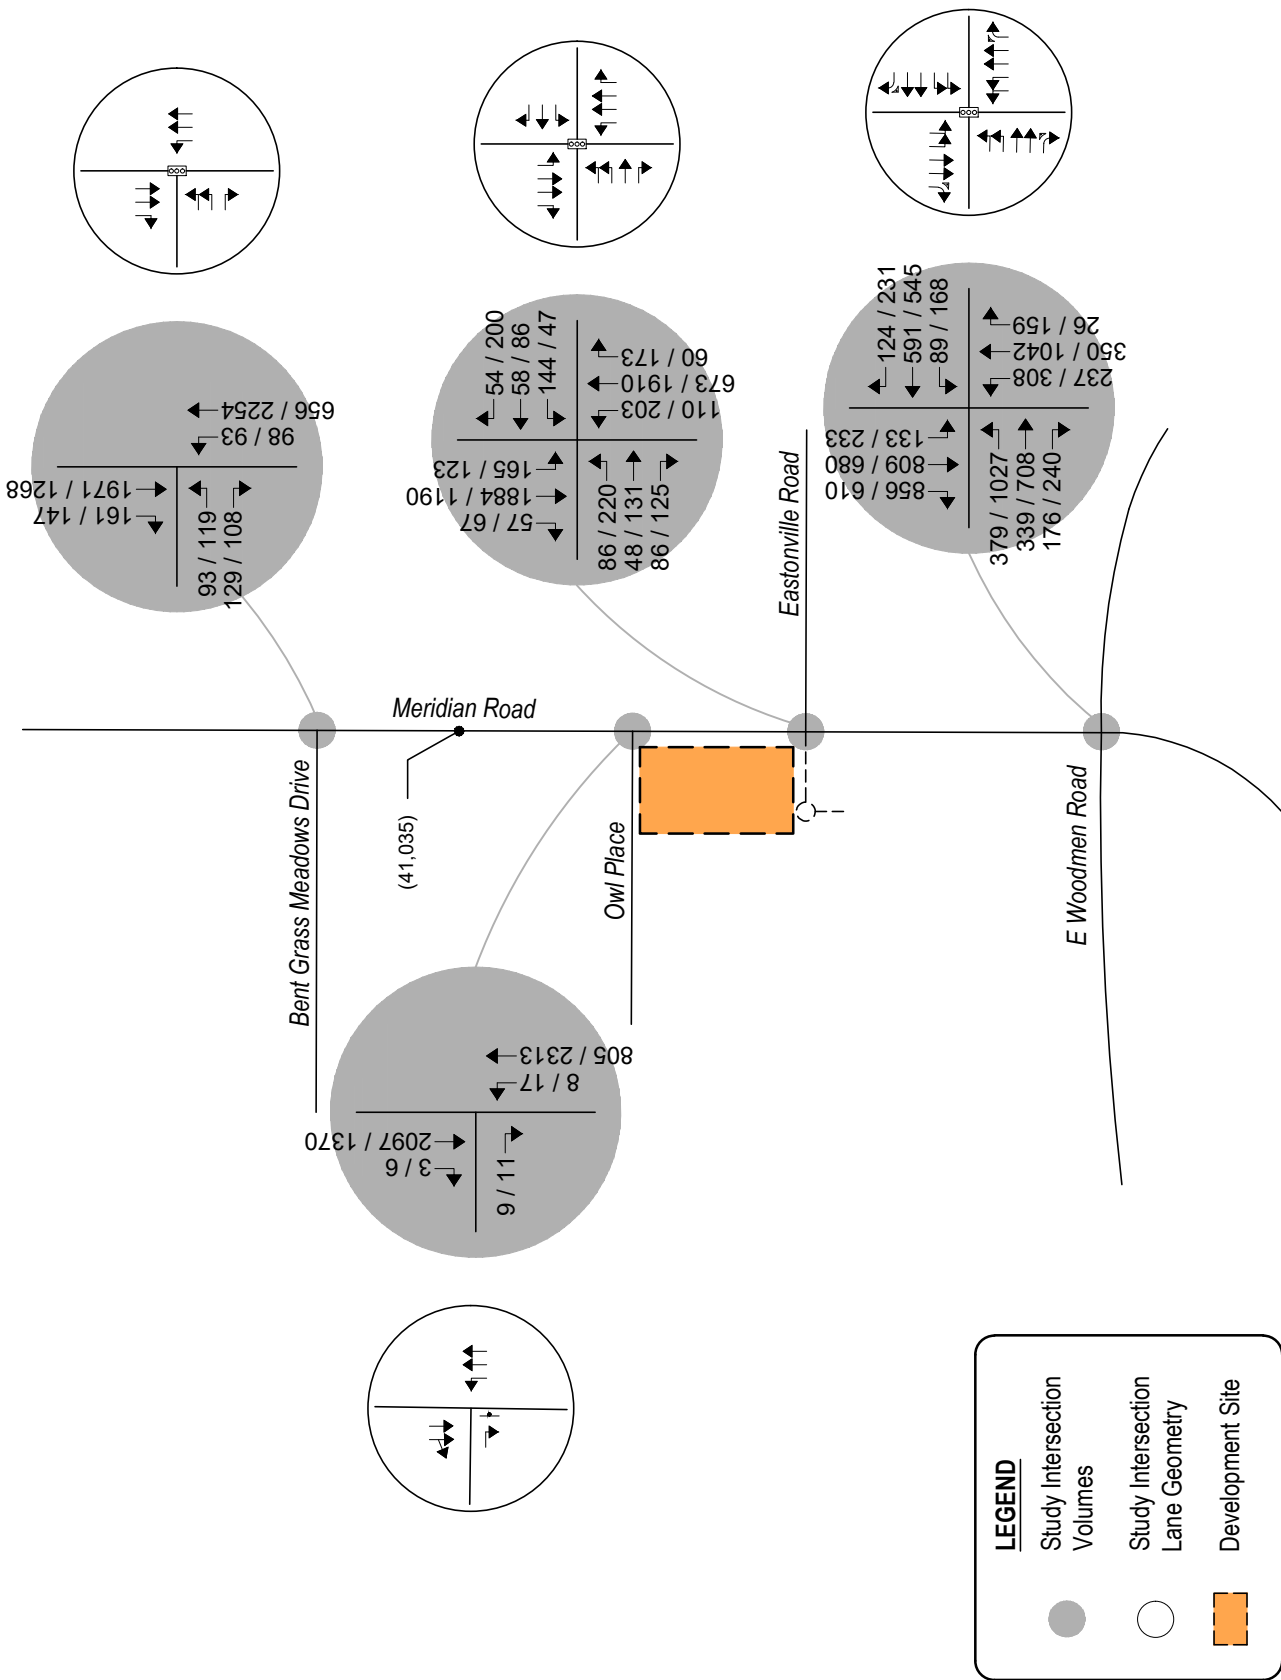 656 / 2254
98 / 93
1971 / 1268
161 / 147
93 / 119
129 / 108
54 / 200
58 / 86
144 / 47
60 / 173
673 / 1910
110 / 203
165 / 123
1884 / 1190
57 / 67
86 / 220
48 / 131
86 / 125
124 / 231
591 / 545
89 / 168
26 / 159
350 / 1042
237 / 308
133 / 233
809 / 680
856 / 610
379 / 1027
339 / 708
176 / 240
Meridian Road
Bent Grass Meadows Drive
(41,035)
Owl Place
Eastonville Road
E Woodmen Road
805 / 2313
8 / 17
2097 / 1370
3 / 6
9 / 11
LEGEND
Study Intersection
Volumes
Study Intersection
Lane Geometry
Development Site